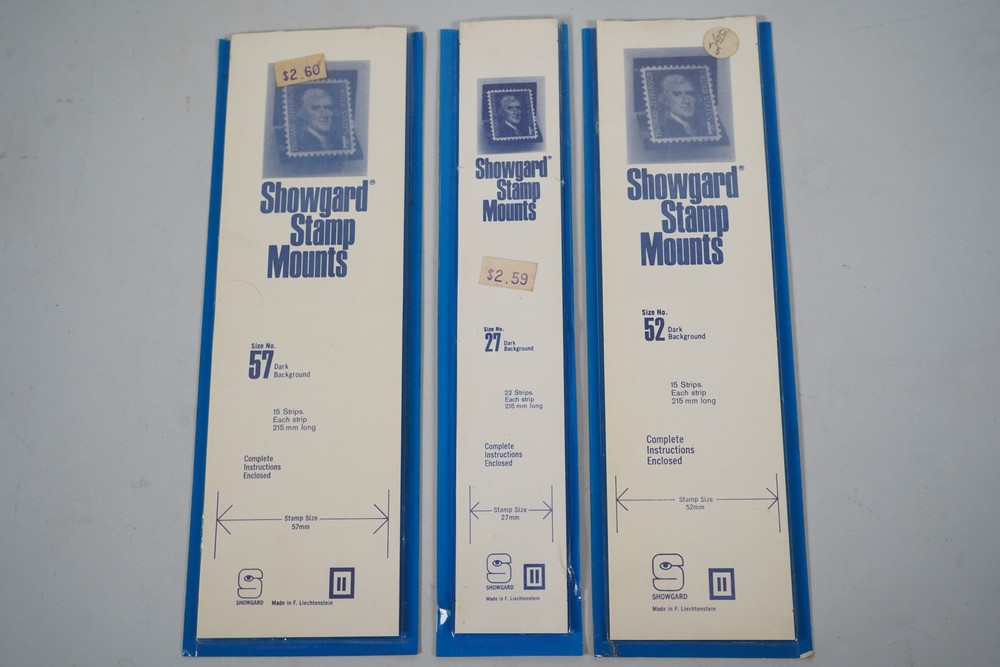 $2.60
Showgard®
Stamp
Mounts
Size No.
57 Dark
Background
15 Strips.
Each strip
215 mm long
Complete
Instructions
Enclosed
Stamp Size
57mm
SHOWGARD
Made in F. Liechtenstein
Showgard®
Stamp
Mounts
$2.59
Size No.
27 Dark
Background
22 Strips.
Each strip
215 mm long
Complete
Instructions
Enclosed
Stamp Size
27mm
SHOWGARD
Made in F. Liechtenstein
Showgard®
Stamp
Mounts
Size No.
52 Dark
Background
15 Strips.
Each strip
215 mm long
Complete
Instructions
Enclosed
Stamp Size
52mm
SHOWGARD
Made in F. Liechtenstein